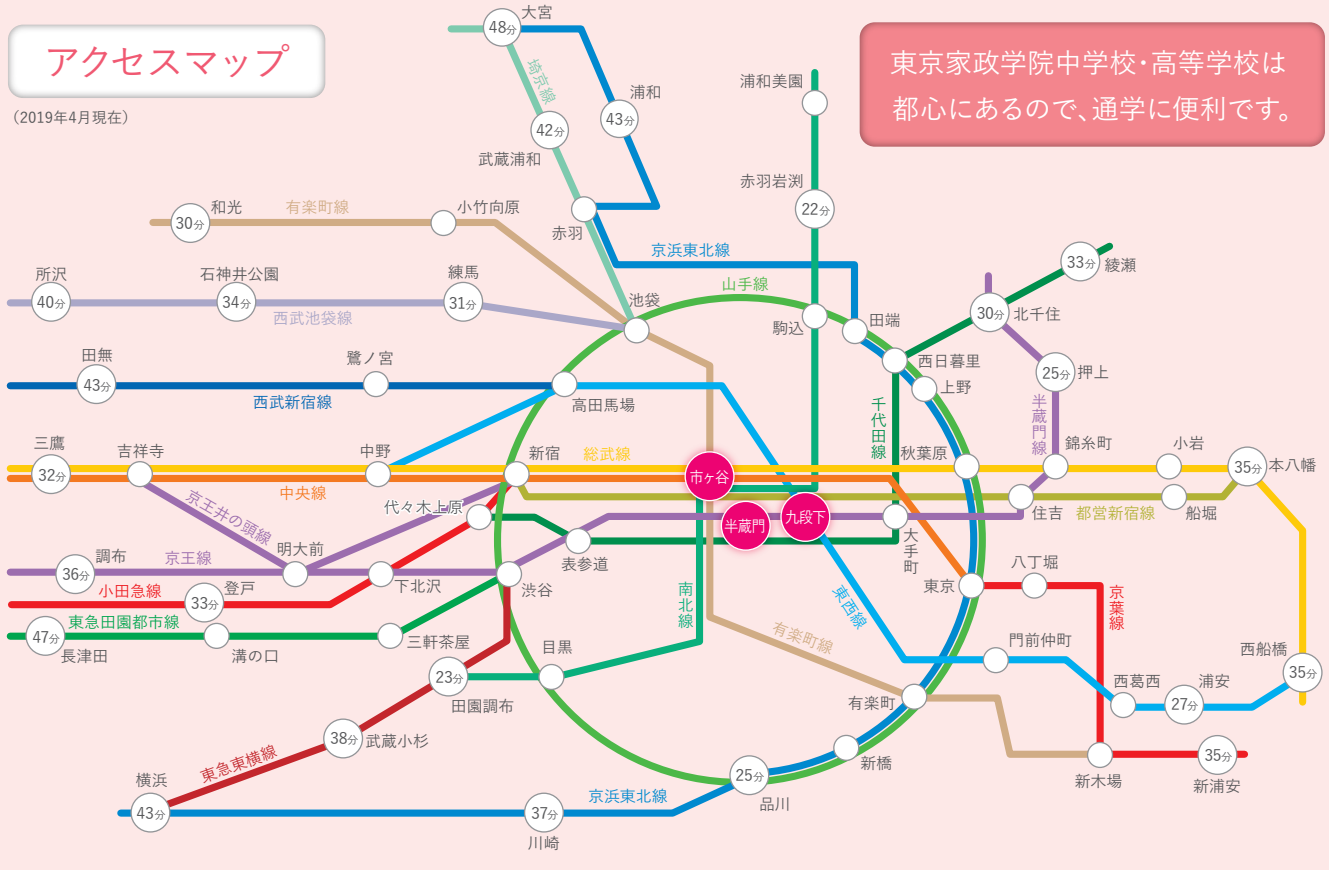 アクセスマップ
（2019年4月現在）
東京家政学院中学校・高等学校は
都心にあるので、通学に便利です。
大宮
48分
埼京線
浦和
43分
42分
武蔵浦和
赤羽
浦和美園
赤羽岩渕
22分
京浜東北線
和光
30分
有楽町線
小竹向原
所沢
40分
石神井公園
34分
練馬
31分
西武池袋線
池袋
山手線
駒込
田端
33分
綾瀬
30分
北千住
西日暮里
上野
25分
押上
田無
43分
鷺ノ宮
西武新宿線
高田馬場
千代田線
半蔵門線
三鷹
32分
吉祥寺
中野
新宿
総武線
中央線
市ヶ谷
秋葉原
錦糸町
小岩
35分
本八幡
代々木上原
京王井の頭線
半蔵門
九段下
大手町
住吉
都営新宿線
船堀
表参道
調布
36分
京王線
明大前
小田急線
登戸
33分
下北沢
渋谷
東急田園都市線
47分
長津田
溝の口
三軒茶屋
南北線
東西線
東京
八丁堀
京葉線
目黒
23分
田園調布
有楽町線
門前仲町
西葛西
浦安
27分
西船橋
35分
有楽町
38分
武蔵小杉
東急東横線
横浜
43分
京浜東北線
37分
川崎
25分
品川
新橋
新木場
35分
新浦安